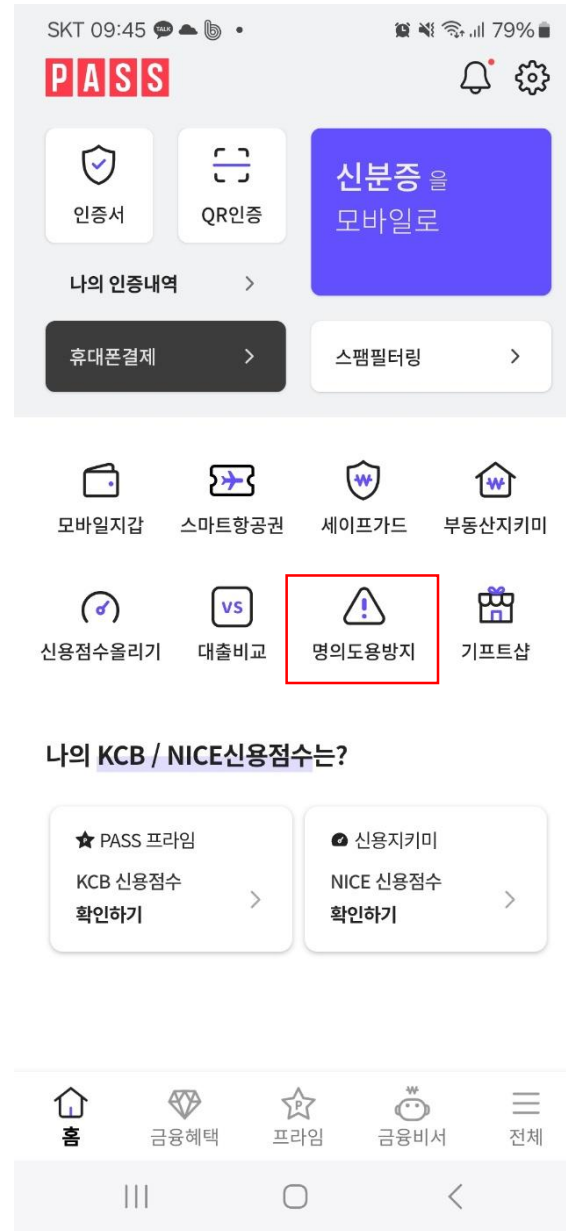 SKT 09:45 TALK 79%
PASS
인증서
QR인증
신분증 을
모바일로
나의 인증내역
휴대폰결제
스팸필터링
모바일지갑
스마트항공권
세이프가드
부동산지키미
신용점수올리기
VS
대출비교
명의도용방지
기프트샵
나의 KCB / NICE신용점수는?
PASS 프라임
KCB 신용점수
확인하기
신용지키미
NICE 신용점수
확인하기
홈
금융혜택
P
프라임
₩
금융비서
전체